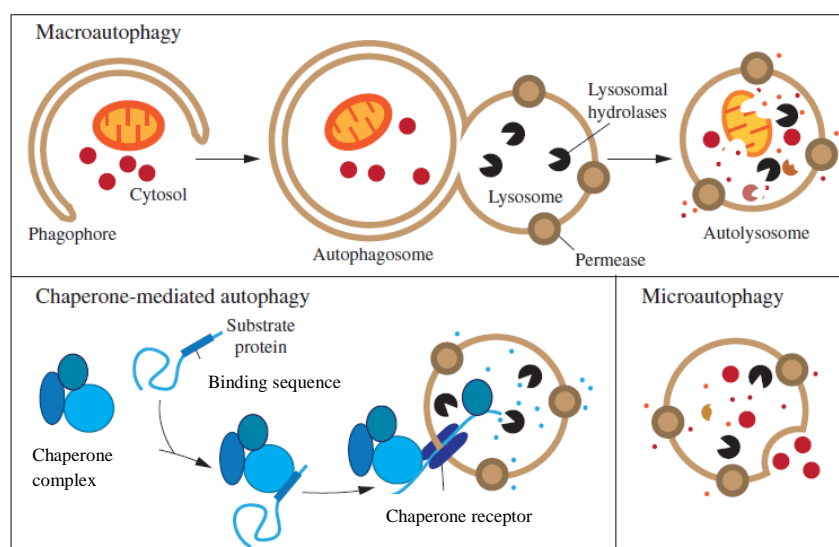 Macroautophagy
Lysosomal
hydrolases
Cytosol
Lysosome
Phagophore
Autophagosome
Permease
Autolysosome
Chaperone-mediated autophagy
Substrate
protein
Binding sequence
Chaperone
complex
Chaperone receptor
Microautophagy